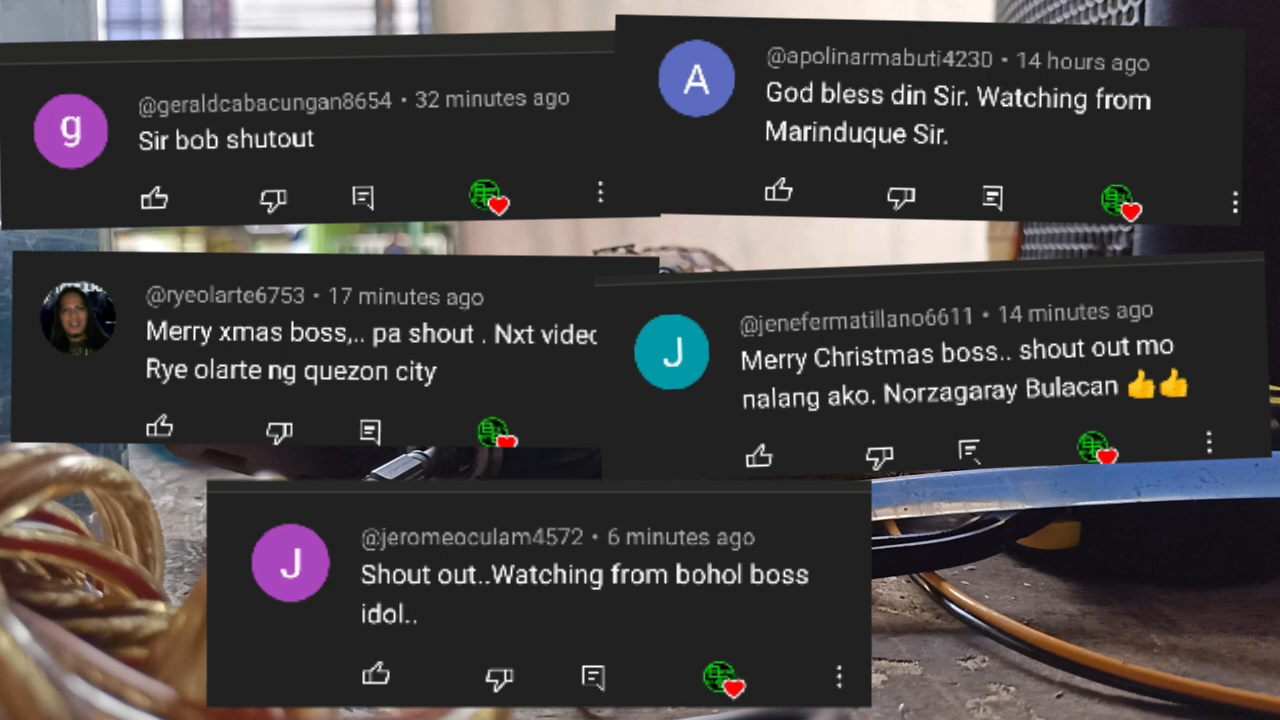 g
@geraldcabacungan8654 • 32 minutes ago
Sir bob shutout
A
@apolinarmabuti4230 • 14 hours ago
God bless din Sir. Watching from
Marinduque Sir.
@ryeolarte6753 • 17 minutes ago
Merry xmas boss,.. pa shout . Nxt video
Rye olarte ng quezon city
J
@jenefermatillano6611 • 14 minutes ago
Merry Christmas boss.. shout out mo
nalang ako. Norzagaray Bulacan 👍👍
J
@jeromeoculam4572 • 6 minutes ago
Shout out..Watching from bohol boss
idol..